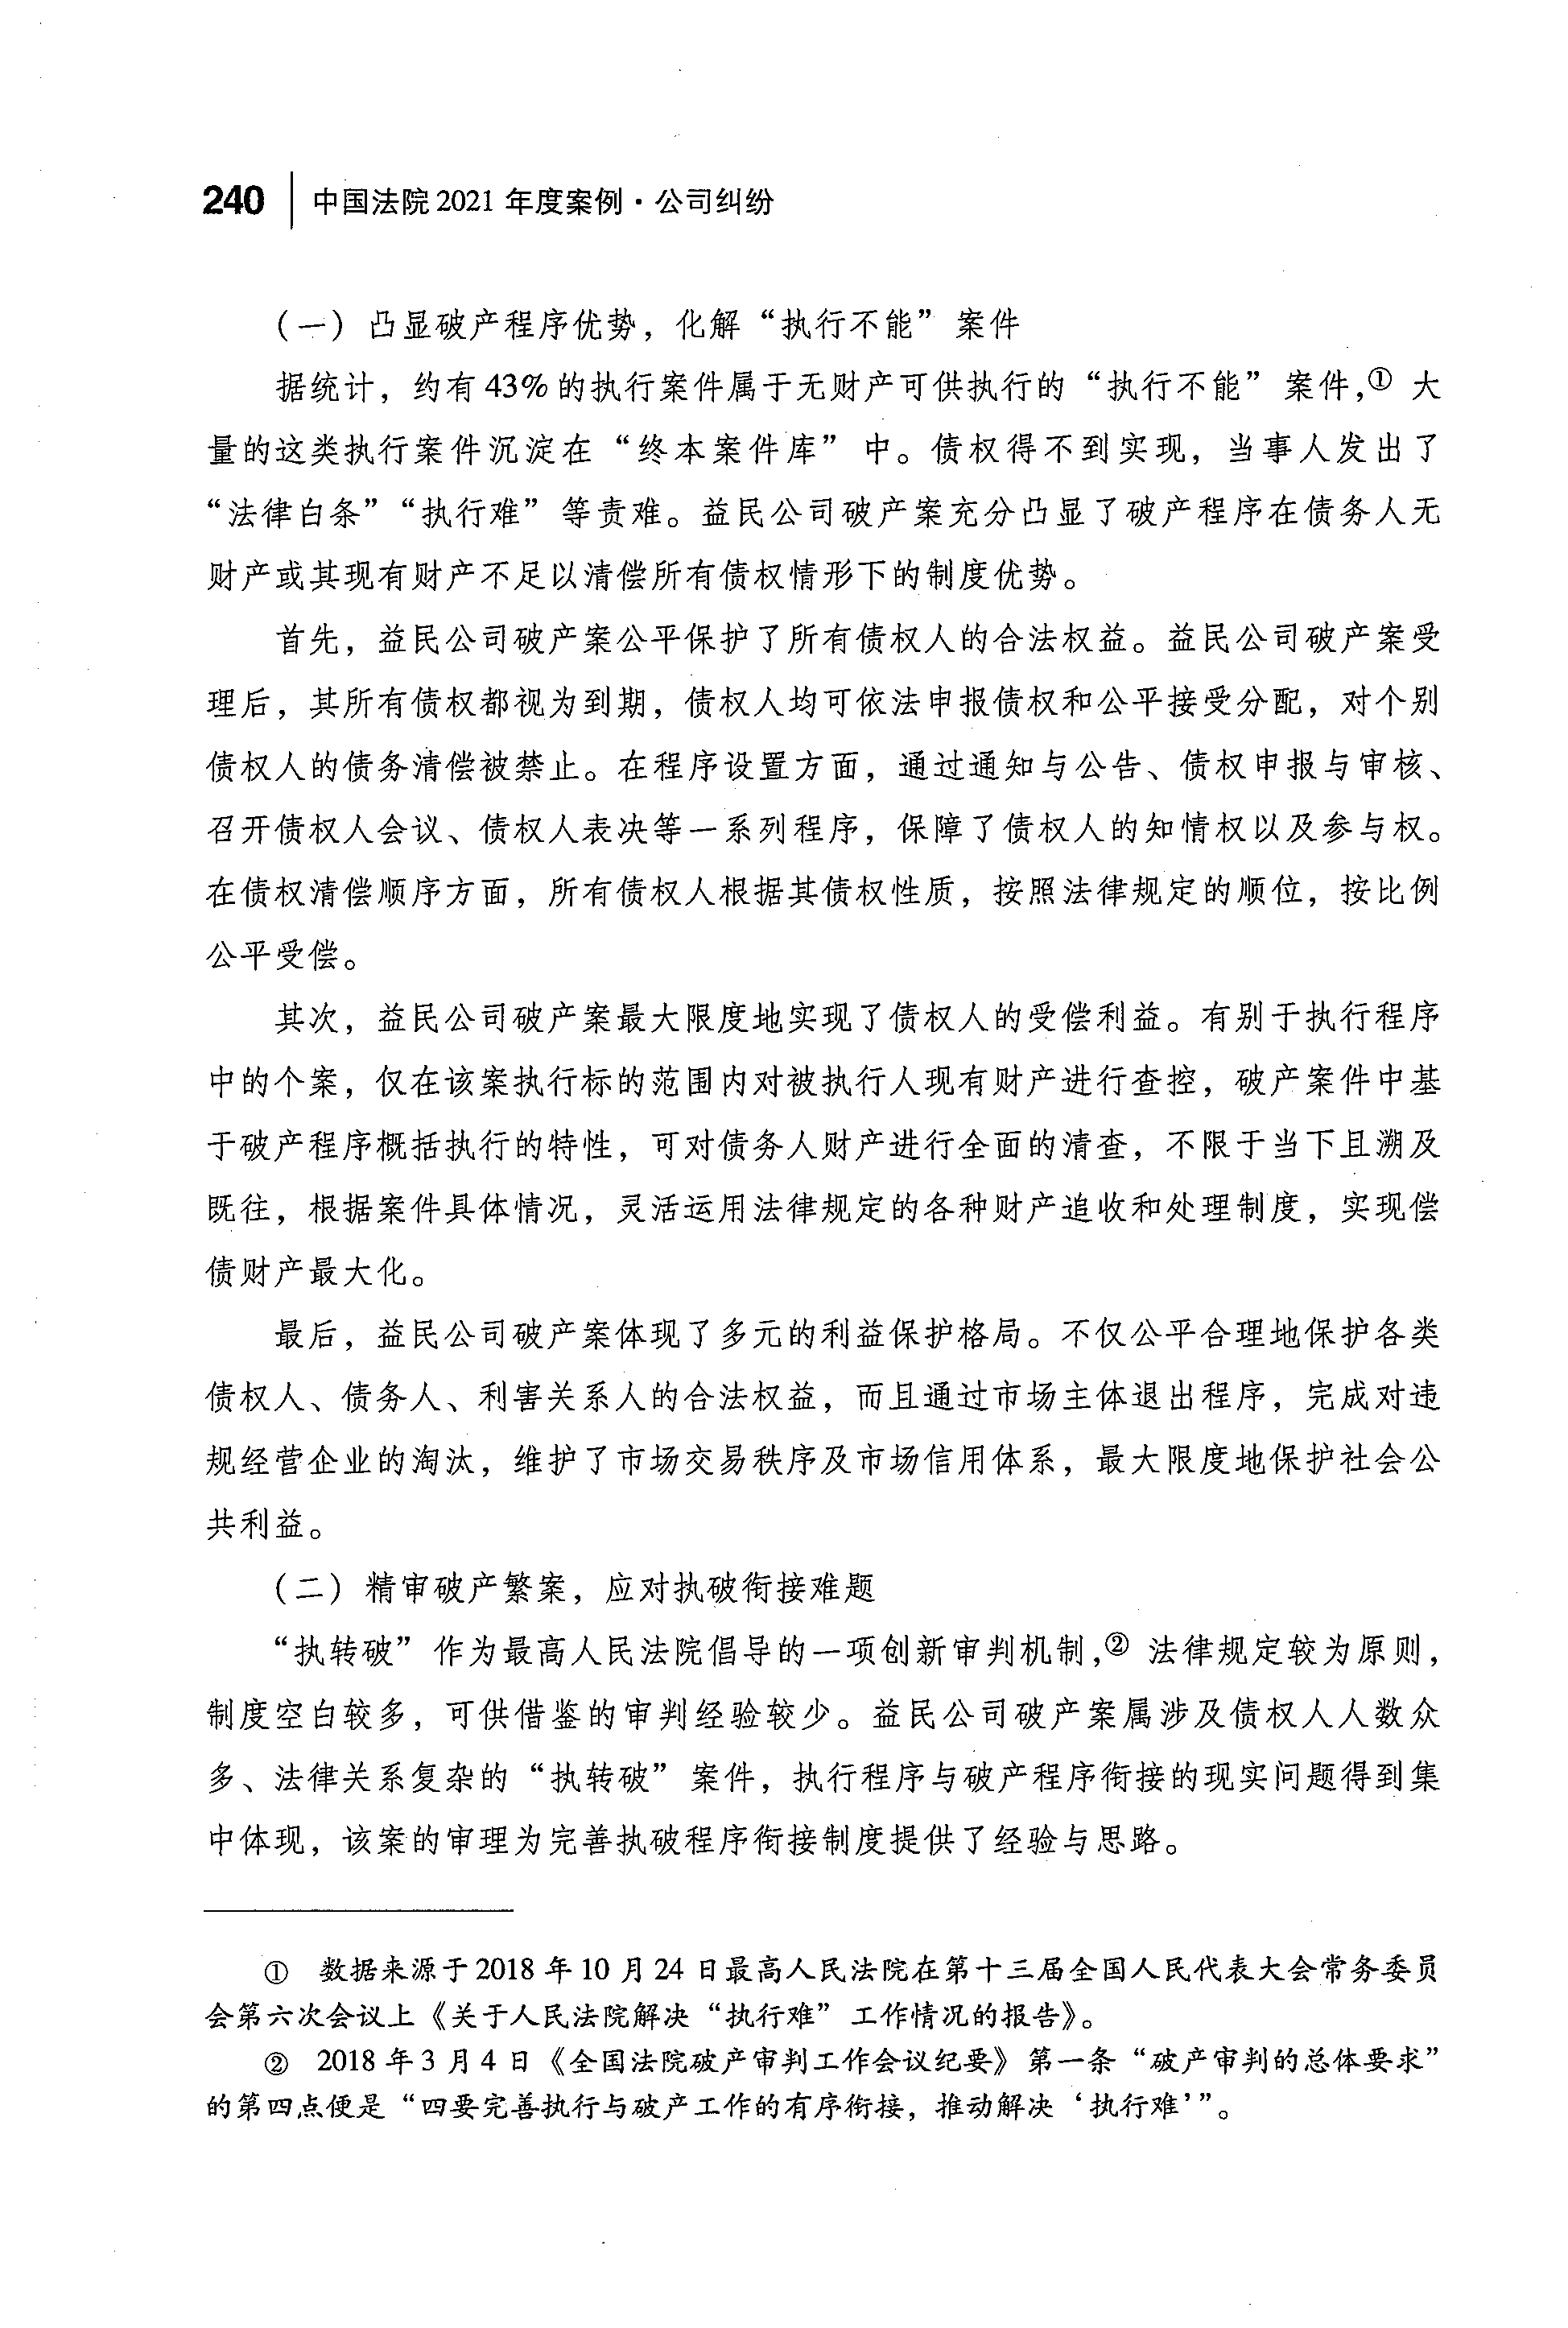 240 中国法院2021年度案例·公司纠纷
（一）凸显破产程序优势，化解“执行不能”案件
据统计，约有43%的执行案件属于无财产可供执行的“执行不能”案件，① 大
量的这类执行案件沉淀在“终本案件库”中。债权得不到实现，当事人发出了
“法律白条”“执行难”等责难。益民公司破产案充分凸显了破产程序在债务人无
财产或其现有财产不足以清偿所有债权情形下的制度优势。
首先，益民公司破产案公平保护了所有债权人的合法权益。益民公司破产案受
理后，其所有债权都视为到期，债权人均可依法申报债权和公平接受分配，对个别
债权人的债务清偿被禁止。在程序设置方面，通过通知与公告、债权申报与审核、
召开债权人会议、债权人表决等一系列程序，保障了债权人的知情权以及参与权。
在债权清偿顺序方面，所有债权人根据其债权性质，按照法律规定的顺位，按比例
公平受偿。
其次，益民公司破产案最大限度地实现了债权人的受偿利益。有别于执行程序
中的个案，仅在该案执行标的范围内对被执行人现有财产进行查控，破产案件中基
于破产程序概括执行的特性，可对债务人财产进行全面的清查，不限于当下且溯及
既往，根据案件具体情况，灵活运用法律规定的各种财产追收和处理制度，实现偿
债财产最大化。
最后，益民公司破产案体现了多元的利益保护格局。不仅公平合理地保护各类
债权人、债务人、利害关系人的合法权益，而且通过市场主体退出程序，完成对违
规经营企业的淘汰，维护了市场交易秩序及市场信用体系，最大限度地保护社会公
共利益。
（二）精审破产繁案，应对执破衔接难题
“执转破”作为最高人民法院倡导的一项创新审判机制，② 法律规定较为原则，
制度空白较多，可供借鉴的审判经验较少。益民公司破产案属涉及债权人人数众
多、法律关系复杂的“执转破”案件，执行程序与破产程序衔接的现实问题得到集
中体现，该案的审理为完善执破程序衔接制度提供了经验与思路。
① 数据来源于2018年10月24日最高人民法院在第十三届全国人民代表大会常务委员
会第六次会议上《关于人民法院解决“执行难”工作情况的报告》。
② 2018年3月4日《全国法院破产审判工作会议纪要》第一条“破产审判的总体要求”
的第四点便是“四要完善执行与破产工作的有序衔接，推动解决‘执行难’”。